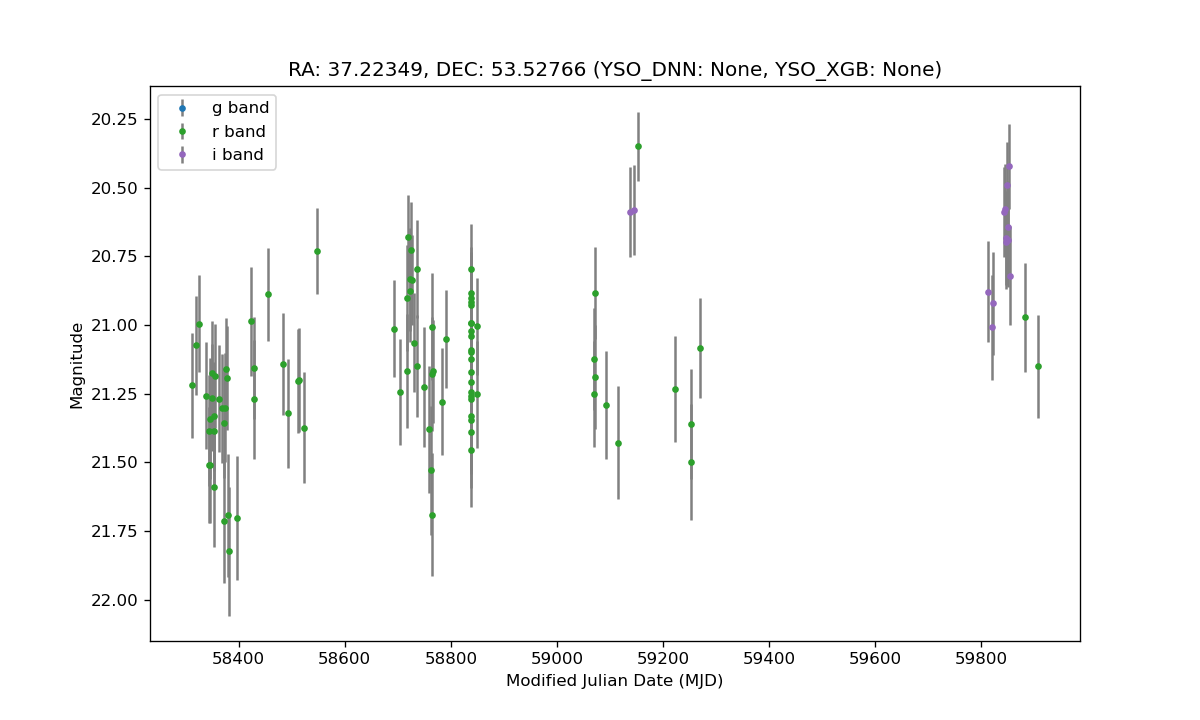 RA: 37.22349, DEC: 53.52766 (YSO_DNN: None, YSO_XGB: None)
g band
r band
i band
20.25
20.50
20.75
21.00
21.25
21.50
21.75
22.00
Magnitude
58400 58600 58800 59000 59200 59400 59600 59800
Modified Julian Date (MJD)